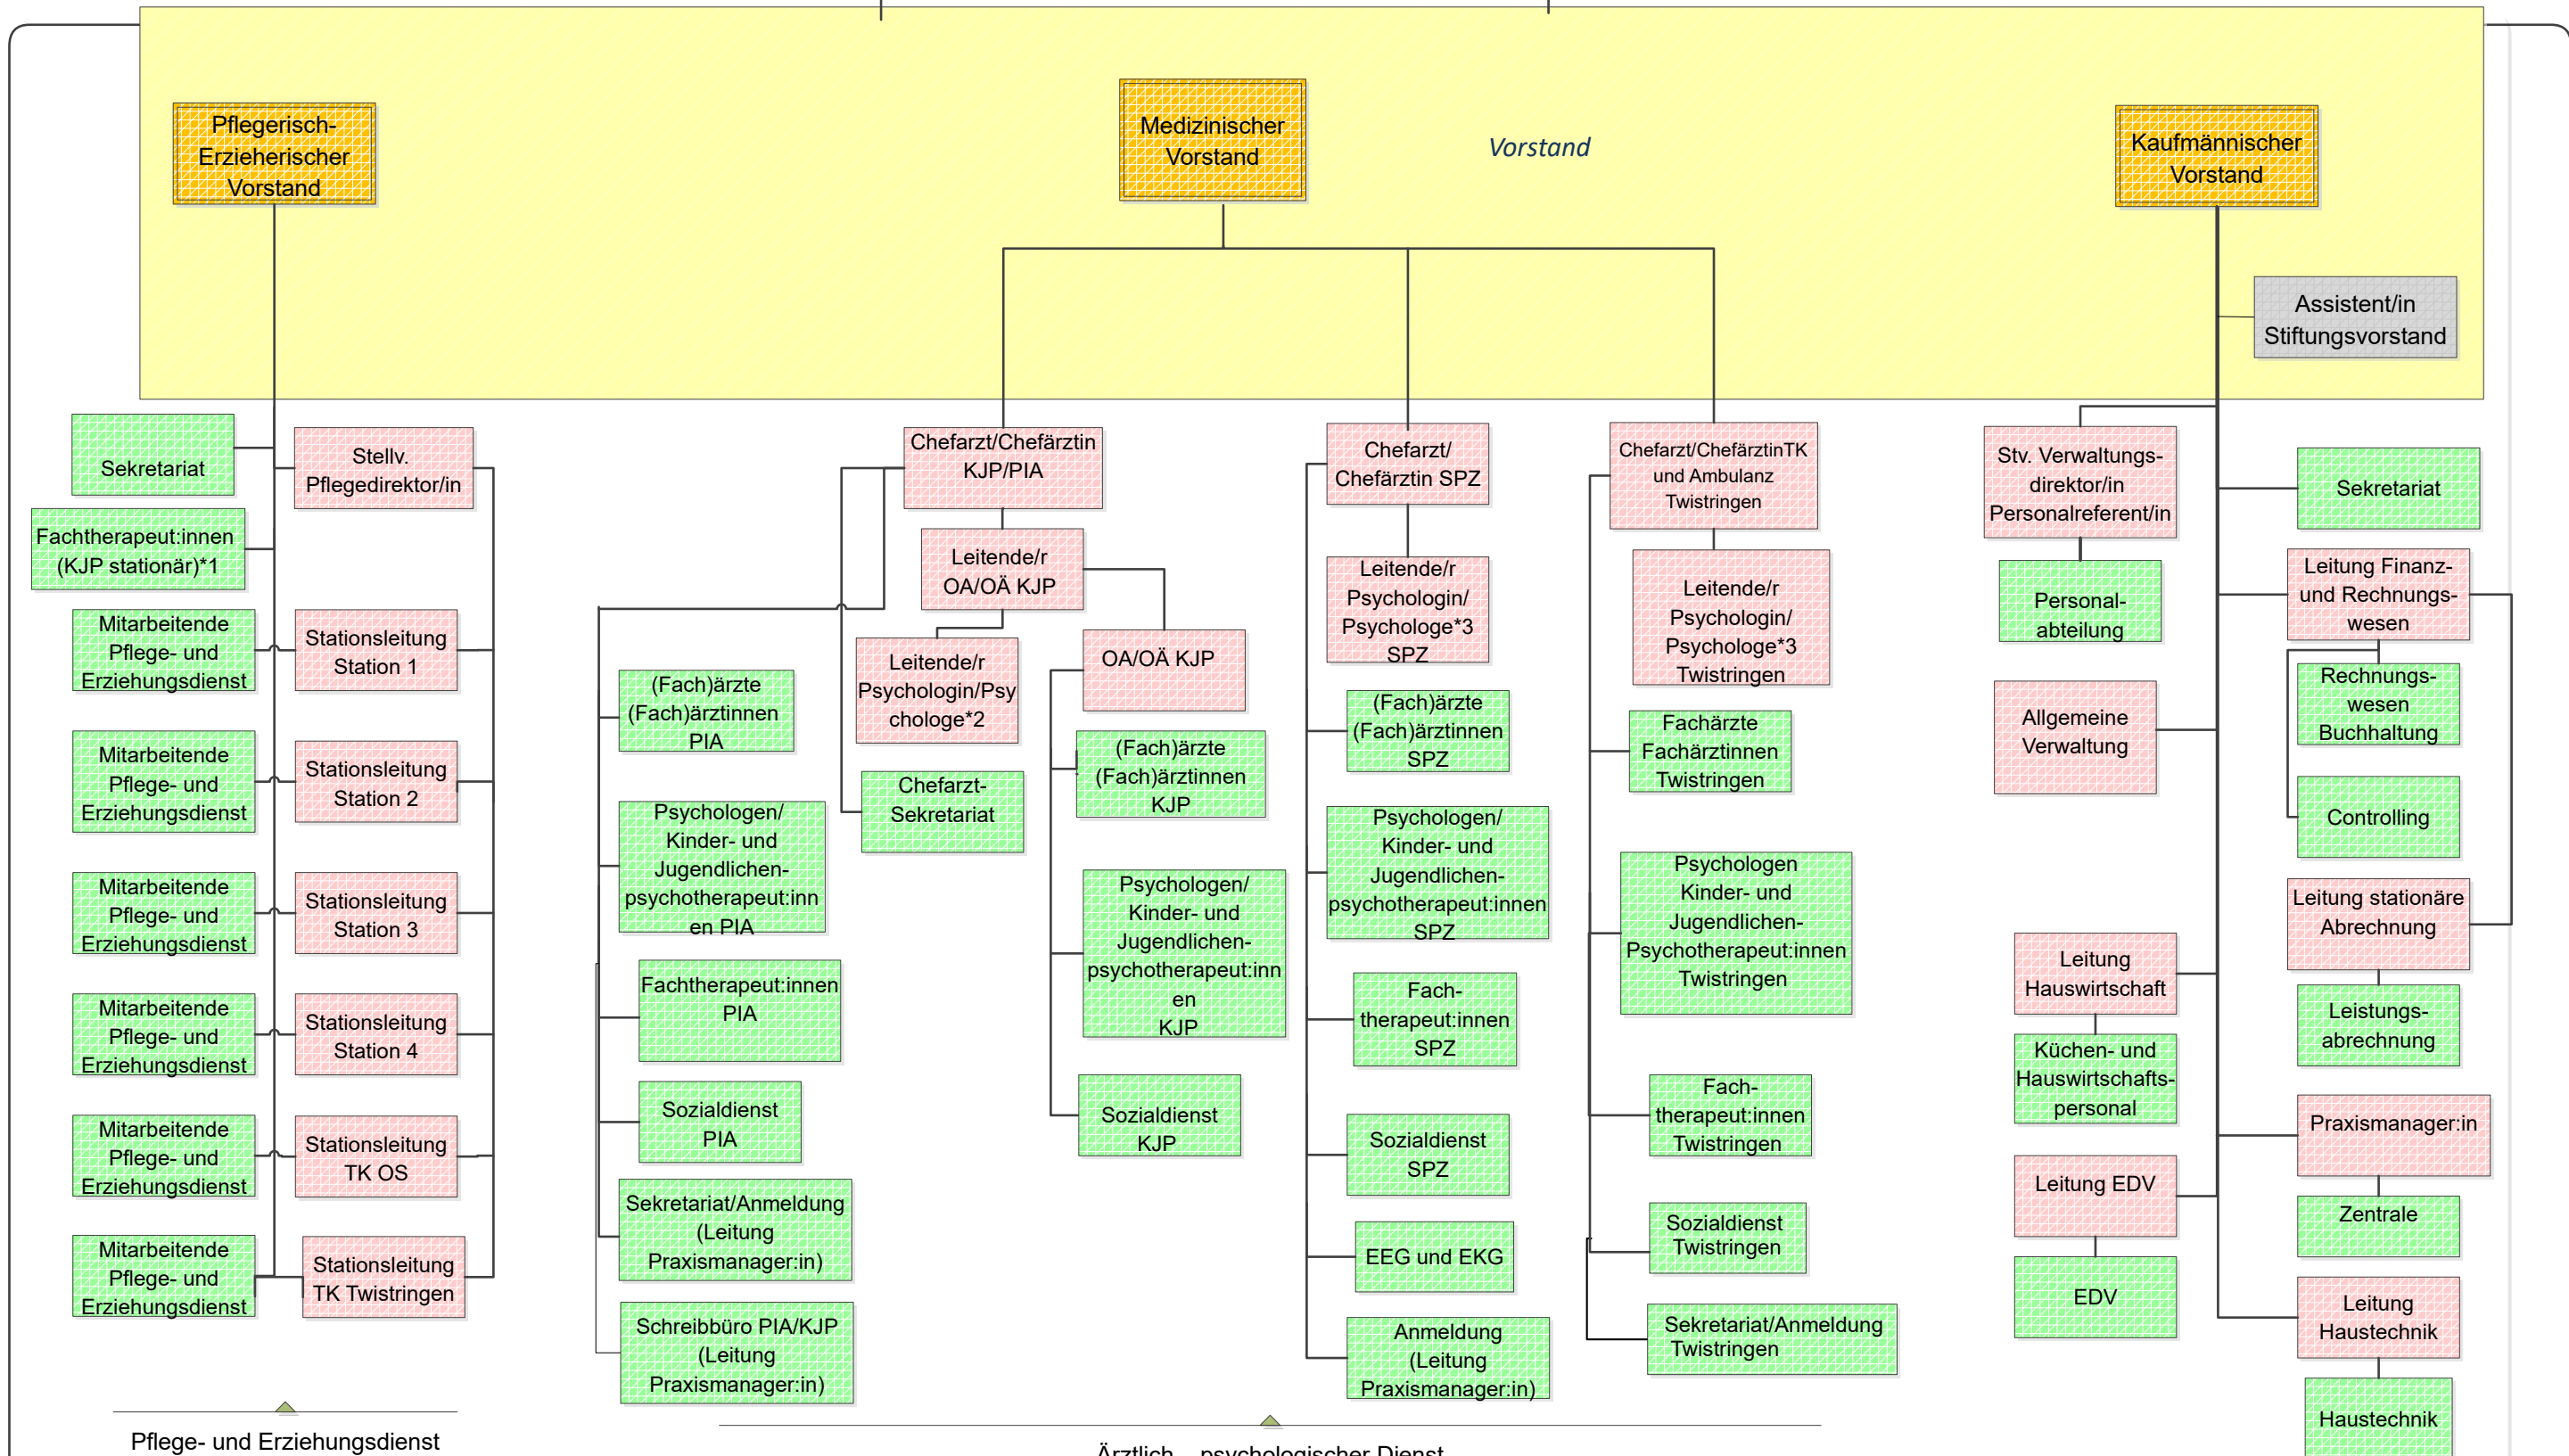 Pflegerisch-
Erzieherischer
Vorstand
Medizinischer
Vorstand
Vorstand
Kaufmännischer
Vorstand
Assistent/in
Stiftungsvorstand
Sekretariat
Stellv.
Pflegedirektor/in
Fachtherapeut:innen
(KJP stationär)*1
Mitarbeitende
Pflege- und
Erziehungsdienst
Stationsleitung
Station 1
Mitarbeitende
Pflege- und
Erziehungsdienst
Stationsleitung
Station 2
Mitarbeitende
Pflege- und
Erziehungsdienst
Stationsleitung
Station 3
Mitarbeitende
Pflege- und
Erziehungsdienst
Stationsleitung
Station 4
Mitarbeitende
Pflege- und
Erziehungsdienst
Stationsleitung
TK OS
Mitarbeitende
Pflege- und
Erziehungsdienst
Stationsleitung
TK Twistringen
Pflege- und Erziehungsdienst
Chefarzt/Chefärztin
KJP/PIA
Leitende/r
OA/OÄ KJP
Leitende/r
Psychologin/Psy
chologe*2
OA/OÄ KJP
Chefarzt-
Sekretariat
(Fach)ärzte
(Fach)ärztinnen
PIA
Psychologen/
Kinder- und
Jugendlichen-
psychotherapeut:inn
en PIA
Fachtherapeut:innen
PIA
Sozialdienst
PIA
Sekretariat/Anmeldung
(Leitung
Praxismanager:in)
Schreibbüro PIA/KJP
(Leitung
Praxismanager:in)
(Fach)ärzte
(Fach)ärztinnen
KJP
Psychologen/
Kinder- und
Jugendlichen-
psychotherapeut:inn
en
KJP
Sozialdienst
KJP
Chefarzt/
Chefärztin SPZ
Leitende/r
Psychologin/
Psychologe*3
SPZ
(Fach)ärzte
(Fach)ärztinnen
SPZ
Psychologen/
Kinder- und
Jugendlichen-
psychotherapeut:innen
SPZ
Fach-
therapeut:innen
SPZ
Sozialdienst
SPZ
EEG und EKG
Anmeldung
(Leitung
Praxismanager:in)
Chefarzt/ChefärztinTK
und Ambulanz
Twistringen
Leitende/r
Psychologin/
Psychologe*3
Twistringen
Fachärzte
Fachärztinnen
Twistringen
Psychologen
Kinder- und
Jugendlichen-
Psychotherapeut:innen
Twistringen
Fach-
therapeut:innen
Twistringen
Sozialdienst
Twistringen
Sekretariat/Anmeldung
Twistringen
Ärztlich – psychologischer Dienst
Stv. Verwaltungs-
direktor/in
Personalreferent/in
Personal-
abteilung
Allgemeine
Verwaltung
Leitung
Hauswirtschaft
Küchen- und
Hauswirtschafts-
personal
Leitung EDV
EDV
Sekretariat
Leitung Finanz-
und Rechnungs-
wesen
Rechnungs-
wesen
Buchhaltung
Controlling
Leitung stationäre
Abrechnung
Leistungs-
abrechnung
Praxismanager:in
Zentrale
Leitung
Haustechnik
Haustechnik